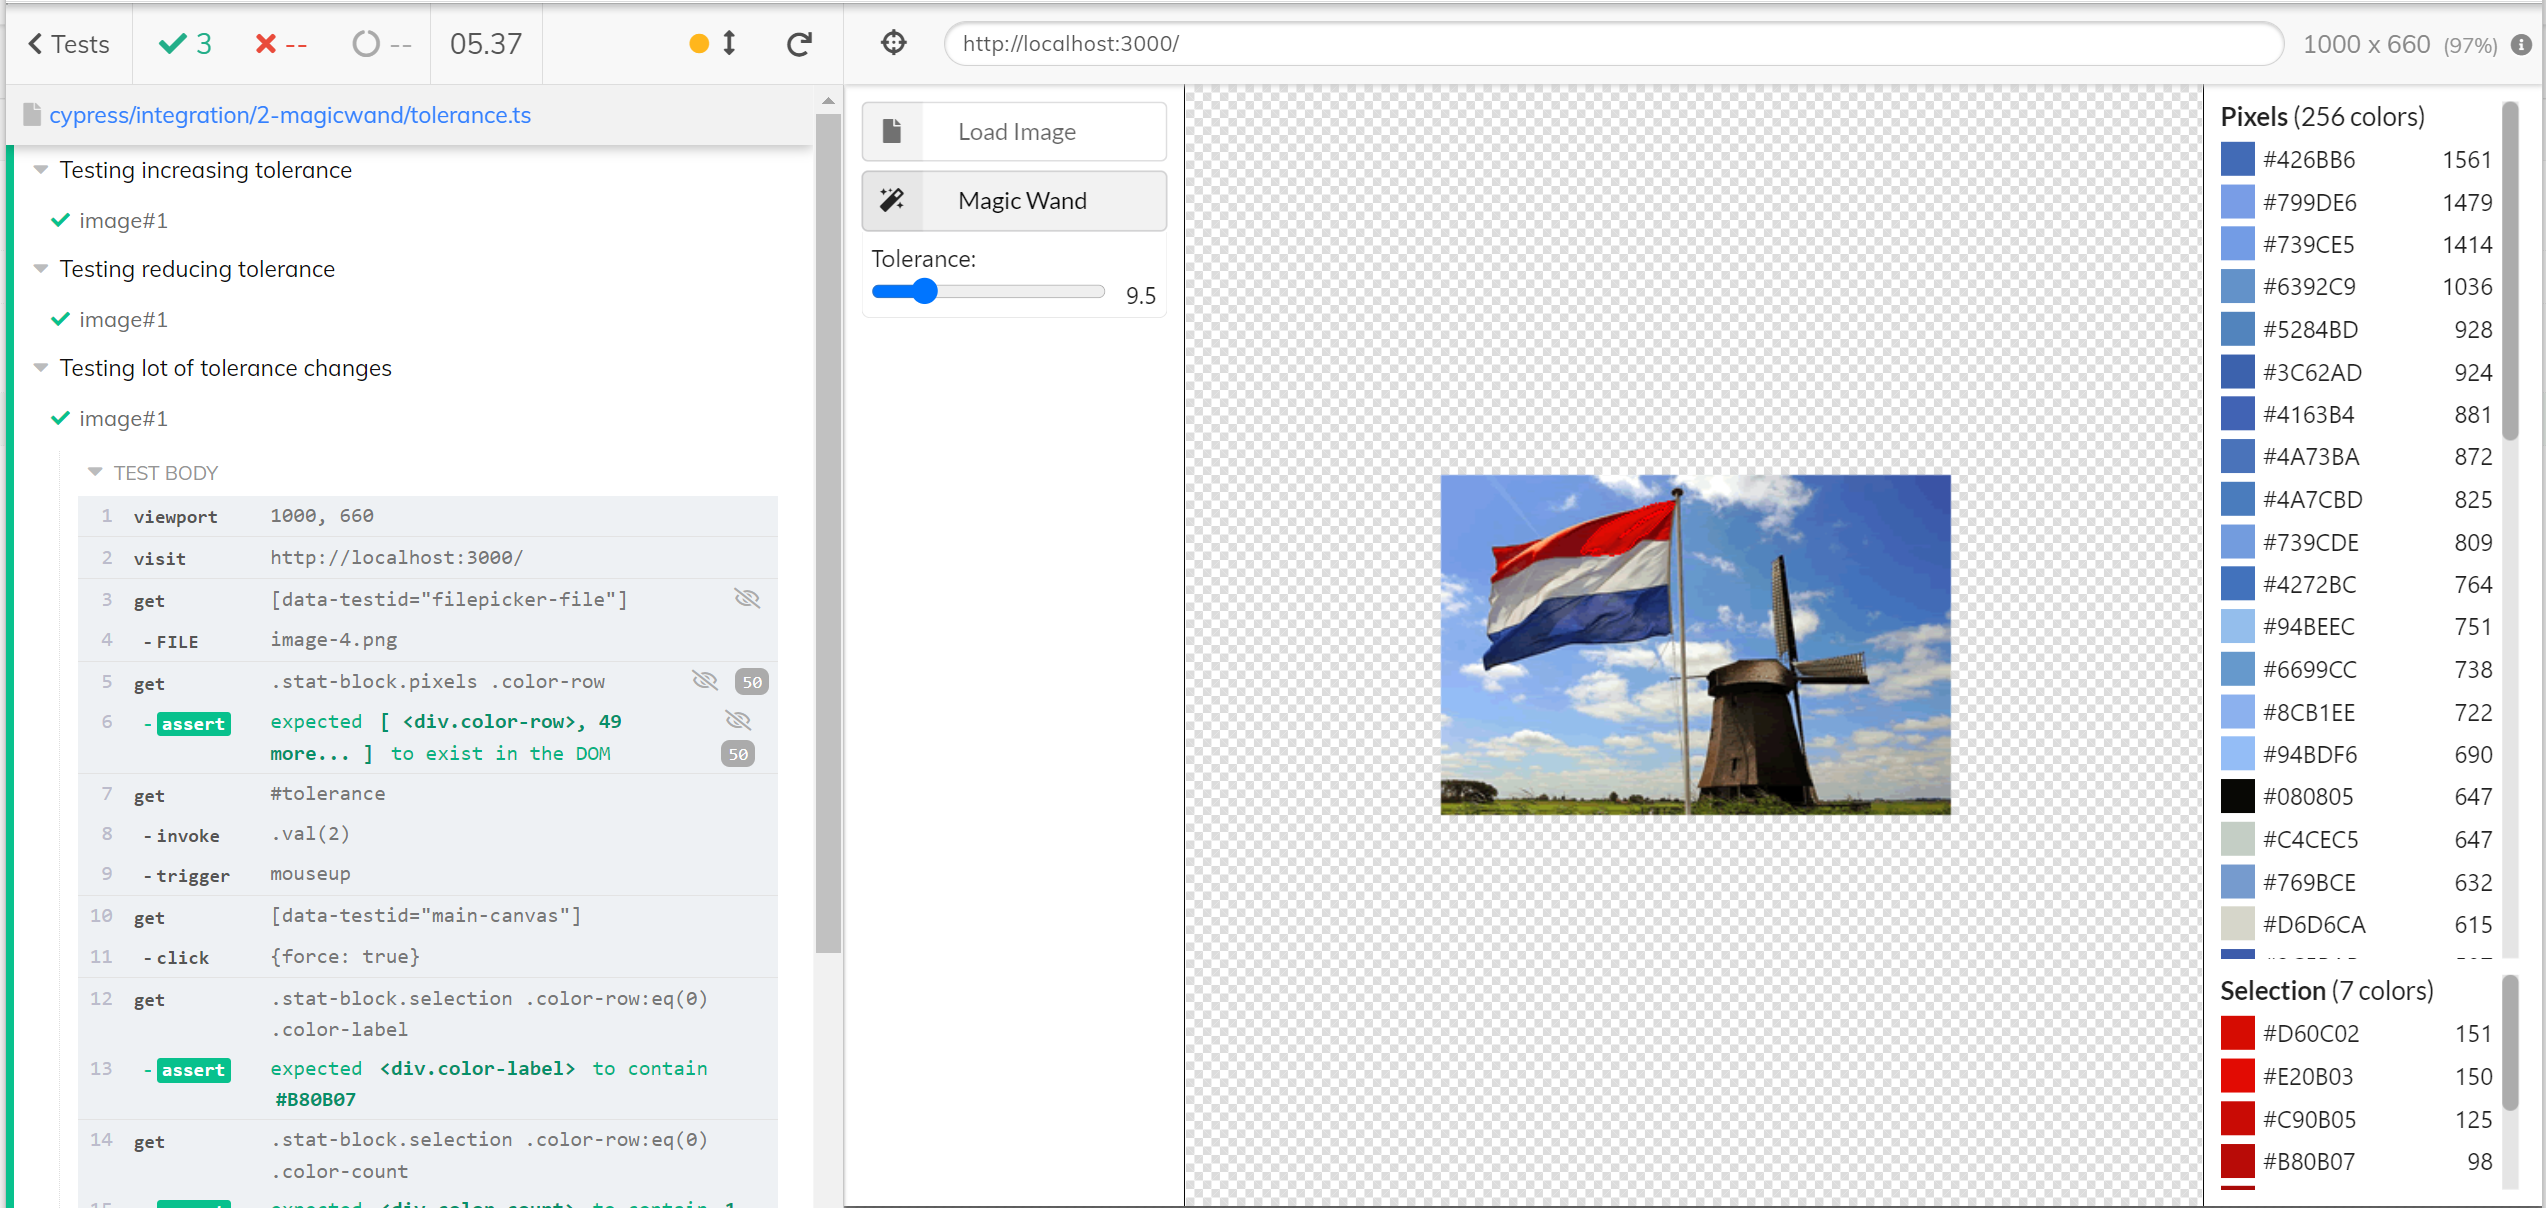 Tests 3 -- -- 05.37
http://localhost:3000/ 1000 x 660 (97%)
cypress/integration/2-magicwand/tolerance.ts
Testing increasing tolerance
image#1
Testing reducing tolerance
image#1
Testing lot of tolerance changes
image#1
TEST BODY
1 viewport 1000, 660
2 visit http://localhost:3000/
3 get [data-testid="filepicker-file"]
4 -FILE image-4.png
5 get .stat-block.pixels .color-row 50
6 -assert expected [ <div.color-row>, 49
more... ] to exist in the DOM 50
7 get #tolerance
8 -invoke .val(2)
9 -trigger mouseup
10 get [data-testid="main-canvas"]
11 -click {force: true}
12 get .stat-block.selection .color-row:eq(0)
.color-label
13 -assert expected <div.color-label> to contain
#B80B07
14 get .stat-block.selection .color-row:eq(0)
.color-count
Load Image
Magic Wand
Tolerance:
9.5
Pixels (256 colors)
#426BB6 1561
#799DE6 1479
#739CE5 1414
#6392C9 1036
#5284BD 928
#3C62AD 924
#4163B4 881
#4A73BA 872
#4A7CBD 825
#739CDE 809
#4272BC 764
#94BEEC 751
#6699CC 738
#8CB1EE 722
#94BDF6 690
#080805 647
#C4CEC5 647
#769BCE 632
#D6D6CA 615
Selection (7 colors)
#D60C02 151
#E20B03 150
#C90B05 125
#B80B07 98